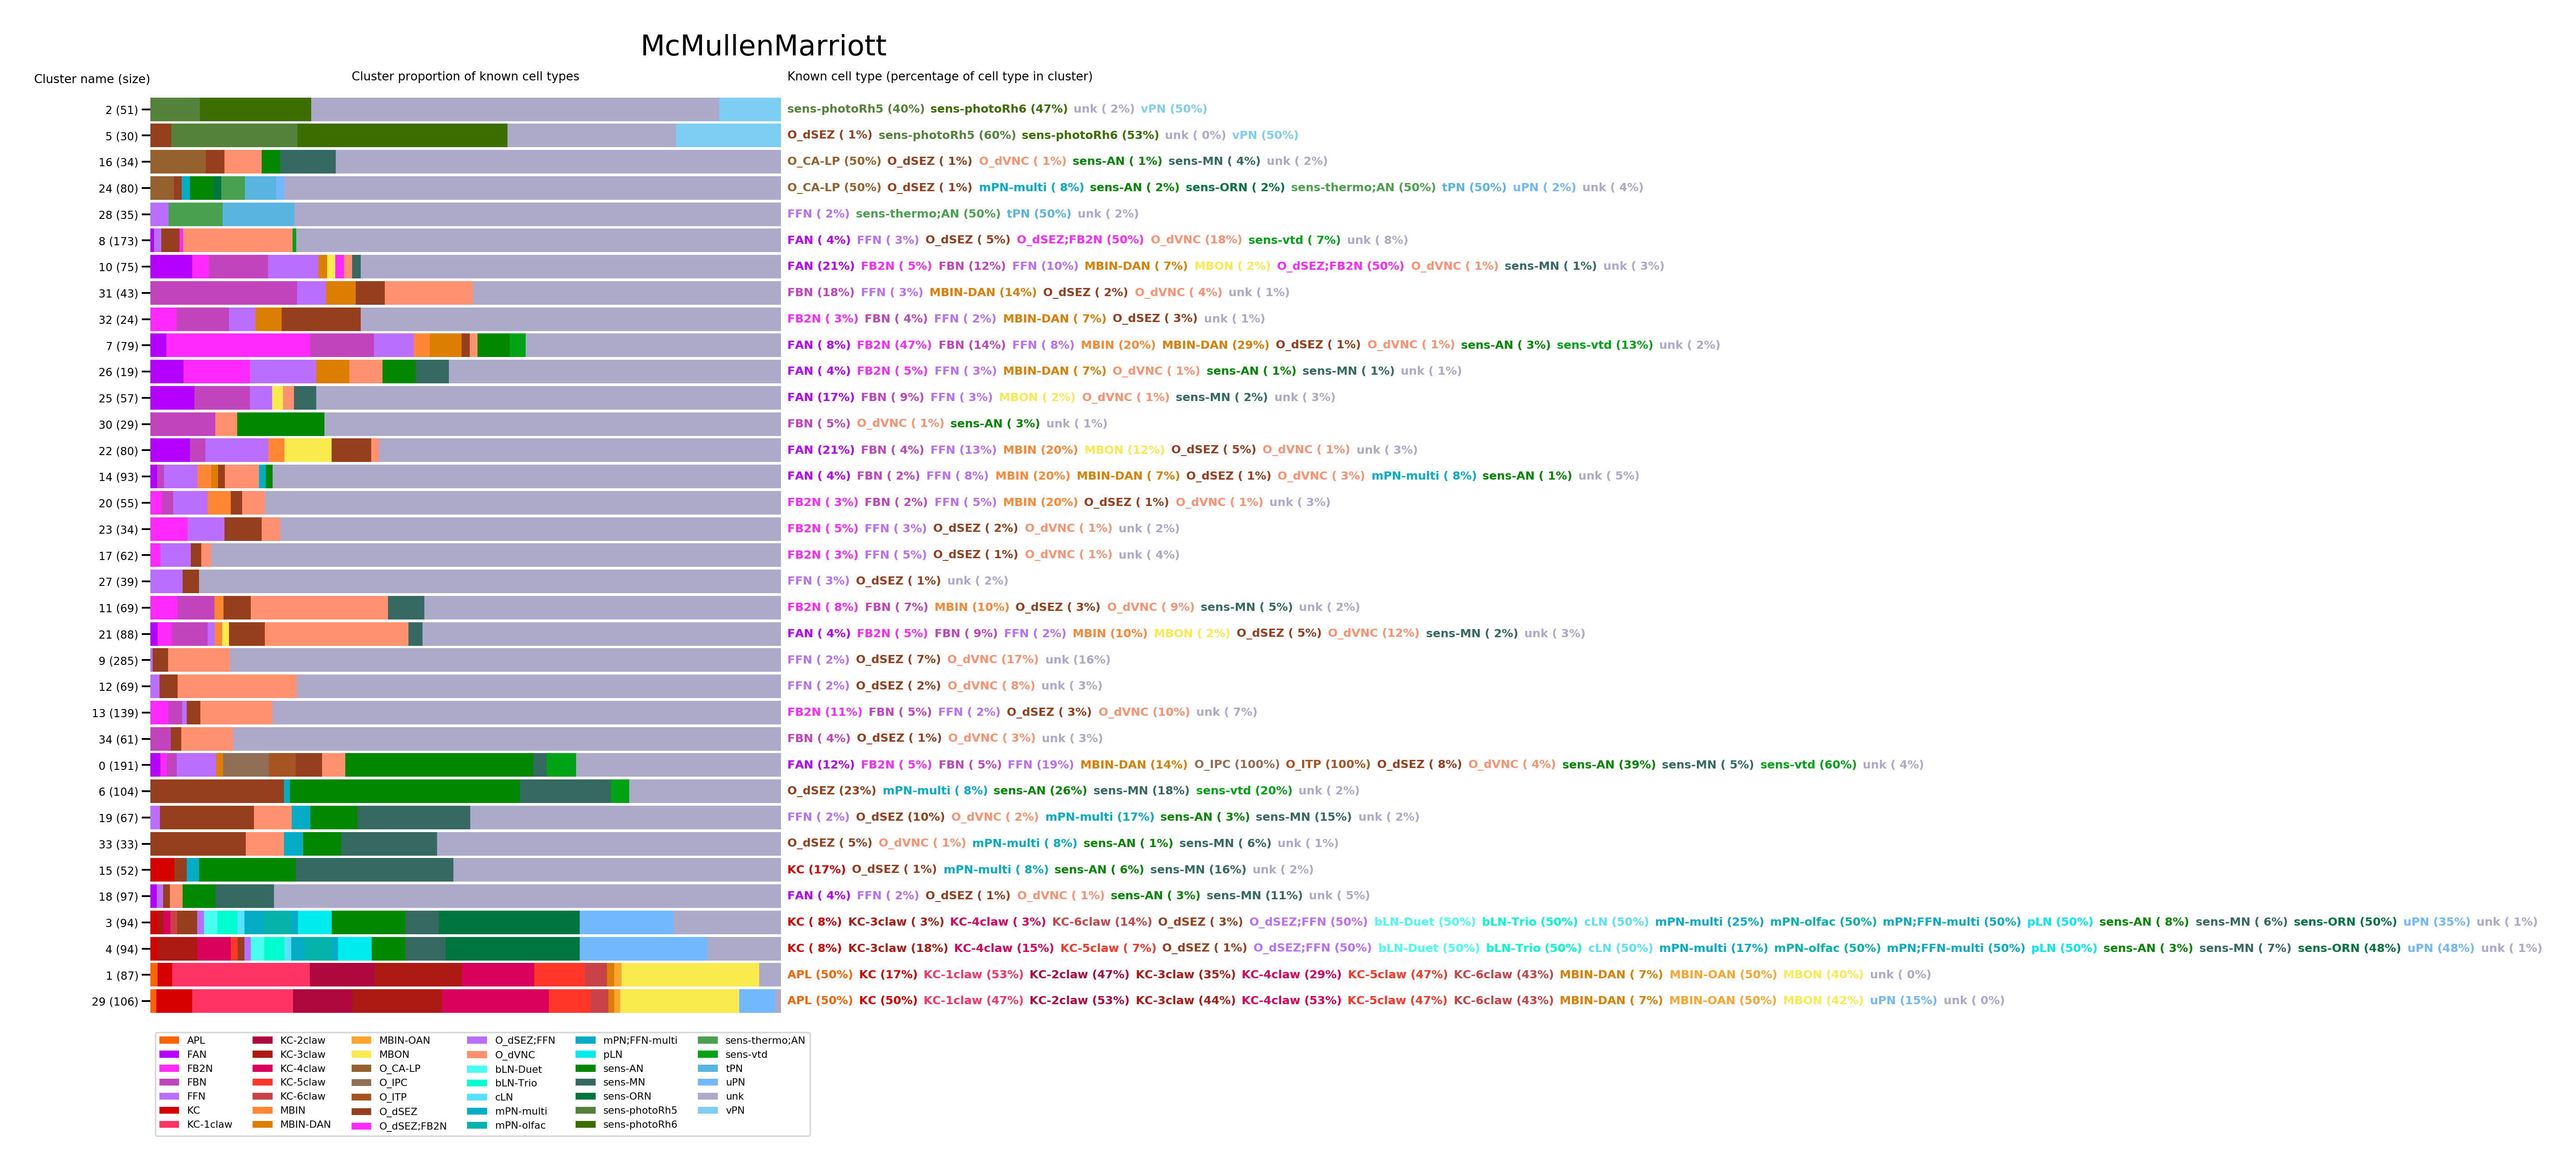 McMullenMarriott
Cluster name (size)
Cluster proportion of known cell types
Known cell type (percentage of cell type in cluster)
2 (51) sens-photoRh5 (40%) sens-photoRh6 (47%) unk ( 2%) vPN (50%)
5 (30) O_dSEZ ( 1%) sens-photoRh5 (60%) sens-photoRh6 (53%) unk ( 0%) vPN (50%)
16 (34) O_CA-LP (50%) O_dSEZ ( 1%) O_dVNC ( 1%) sens-AN ( 1%) sens-MN ( 4%) unk ( 2%)
24 (80) O_CA-LP (50%) O_dSEZ ( 1%) mPN-multi ( 8%) sens-AN ( 2%) sens-ORN ( 2%) sens-thermo;AN (50%) tPN (50%) uPN ( 2%) unk ( 4%)
28 (35) FFN ( 2%) sens-thermo;AN (50%) tPN (50%) unk ( 2%)
8 (173) FAN ( 4%) FFN ( 3%) O_dSEZ ( 5%) O_dSEZ;FB2N (50%) O_dVNC (18%) sens-vtd ( 7%) unk ( 8%)
10 (75) FAN (21%) FB2N ( 5%) FBN (12%) FFN (10%) MBIN-DAN ( 7%) MBON ( 2%) O_dSEZ;FB2N (50%) O_dVNC ( 1%) sens-MN ( 1%) unk ( 3%)
31 (43) FBN (18%) FFN ( 3%) MBIN-DAN (14%) O_dSEZ ( 2%) O_dVNC ( 4%) unk ( 1%)
32 (24) FB2N ( 3%) FBN ( 4%) FFN ( 2%) MBIN-DAN ( 7%) O_dSEZ ( 3%) unk ( 1%)
7 (79) FAN ( 8%) FB2N (47%) FBN (14%) FFN ( 8%) MBIN (20%) MBIN-DAN (29%) O_dSEZ ( 1%) O_dVNC ( 1%) sens-AN ( 3%) sens-vtd (13%) unk ( 2%)
26 (19) FAN ( 4%) FB2N ( 5%) FFN ( 3%) MBIN-DAN ( 7%) O_dVNC ( 1%) sens-AN ( 1%) sens-MN ( 1%) unk ( 1%)
25 (57) FAN (17%) FBN ( 9%) FFN ( 3%) MBON ( 2%) O_dVNC ( 1%) sens-MN ( 2%) unk ( 3%)
30 (29) FBN ( 5%) O_dVNC ( 1%) sens-AN ( 3%) unk ( 1%)
22 (80) FAN (21%) FBN ( 4%) FFN (13%) MBIN (20%) MBON (12%) O_dSEZ ( 5%) O_dVNC ( 1%) unk ( 3%)
14 (93) FAN ( 4%) FBN ( 2%) FFN ( 8%) MBIN (20%) MBIN-DAN ( 7%) O_dSEZ ( 1%) O_dVNC ( 3%) mPN-multi ( 8%) sens-AN ( 1%) unk ( 5%)
20 (55) FB2N ( 3%) FBN ( 2%) FFN ( 5%) MBIN (20%) O_dSEZ ( 1%) O_dVNC ( 1%) unk ( 3%)
23 (34) FB2N ( 5%) FFN ( 3%) O_dSEZ ( 2%) O_dVNC ( 1%) unk ( 2%)
17 (62) FB2N ( 3%) FFN ( 5%) O_dSEZ ( 1%) O_dVNC ( 1%) unk ( 4%)
27 (39) FFN ( 3%) O_dSEZ ( 1%) unk ( 2%)
11 (69) FB2N ( 8%) FBN ( 7%) MBIN (10%) O_dSEZ ( 3%) O_dVNC ( 9%) sens-MN ( 5%) unk ( 2%)
21 (88) FAN ( 4%) FB2N ( 5%) FBN ( 9%) FFN ( 2%) MBIN (10%) MBON ( 2%) O_dSEZ ( 5%) O_dVNC (12%) sens-MN ( 2%) unk ( 3%)
9 (285) FFN ( 2%) O_dSEZ ( 7%) O_dVNC (17%) unk (16%)
12 (69) FFN ( 2%) O_dSEZ ( 2%) O_dVNC ( 8%) unk ( 3%)
13 (139) FB2N (11%) FBN ( 5%) FFN ( 2%) O_dSEZ ( 3%) O_dVNC (10%) unk ( 7%)
34 (61) FBN ( 4%) O_dSEZ ( 1%) O_dVNC ( 3%) unk ( 3%)
0 (191) FAN (12%) FB2N ( 5%) FBN ( 5%) FFN (19%) MBIN-DAN (14%) O_IPC (100%) O_ITP (100%) O_dSEZ ( 8%) O_dVNC ( 4%) sens-AN (39%) sens-MN ( 5%) sens-vtd (60%) unk ( 4%)
6 (104) O_dSEZ (23%) mPN-multi ( 8%) sens-AN (26%) sens-MN (18%) sens-vtd (20%) unk ( 2%)
19 (67) FFN ( 2%) O_dSEZ (10%) O_dVNC ( 2%) mPN-multi (17%) sens-AN ( 3%) sens-MN (15%) unk ( 2%)
33 (33) O_dSEZ ( 5%) O_dVNC ( 1%) mPN-multi ( 8%) sens-AN ( 1%) sens-MN ( 6%) unk ( 1%)
15 (52) KC (17%) O_dSEZ ( 1%) mPN-multi ( 8%) sens-AN ( 6%) sens-MN (16%) unk ( 2%)
18 (97) FAN ( 4%) FFN ( 2%) O_dSEZ ( 1%) O_dVNC ( 1%) sens-AN ( 3%) sens-MN (11%) unk ( 5%)
3 (94) KC ( 8%) KC-3claw ( 3%) KC-4claw ( 3%) KC-6claw (14%) O_dSEZ ( 3%) O_dSEZ;FFN (50%) bLN-Duet (50%) bLN-Trio (50%) cLN (50%) mPN-multi (25%) mPN-olfac (50%) mPN;FFN-multi (50%) pLN (50%) sens-AN ( 8%) sens-MN ( 6%) sens-ORN (50%) uPN (35%) unk ( 1%)
4 (94) KC ( 8%) KC-3claw (18%) KC-4claw (15%) KC-5claw ( 7%) O_dSEZ ( 1%) O_dSEZ;FFN (50%) bLN-Duet (50%) bLN-Trio (50%) cLN (50%) mPN-multi (17%) mPN-olfac (50%) mPN;FFN-multi (50%) pLN (50%) sens-AN ( 3%) sens-MN ( 7%) sens-ORN (48%) uPN (48%) unk ( 1%)
1 (87) APL (50%) KC (17%) KC-1claw (53%) KC-2claw (47%) KC-3claw (35%) KC-4claw (29%) KC-5claw (47%) KC-6claw (43%) MBIN-DAN ( 7%) MBIN-OAN (50%) MBON (40%) unk ( 0%)
29 (106) APL (50%) KC (50%) KC-1claw (47%) KC-2claw (53%) KC-3claw (44%) KC-4claw (53%) KC-5claw (47%) KC-6claw (43%) MBIN-DAN ( 7%) MBIN-OAN (50%) MBON (42%) uPN (15%) unk ( 0%)
APL
FAN
FB2N
FBN
FFN
KC
KC-1claw
KC-2claw
KC-3claw
KC-4claw
KC-5claw
KC-6claw
MBIN
MBIN-DAN
MBIN-OAN
MBON
O_CA-LP
O_IPC
O_ITP
O_dSEZ
O_dSEZ;FB2N
O_dSEZ;FFN
O_dVNC
bLN-Duet
bLN-Trio
cLN
mPN-multi
mPN-olfac
mPN;FFN-multi
pLN
sens-AN
sens-MN
sens-ORN
sens-photoRh5
sens-photoRh6
sens-thermo;AN
sens-vtd
tPN
uPN
unk
vPN